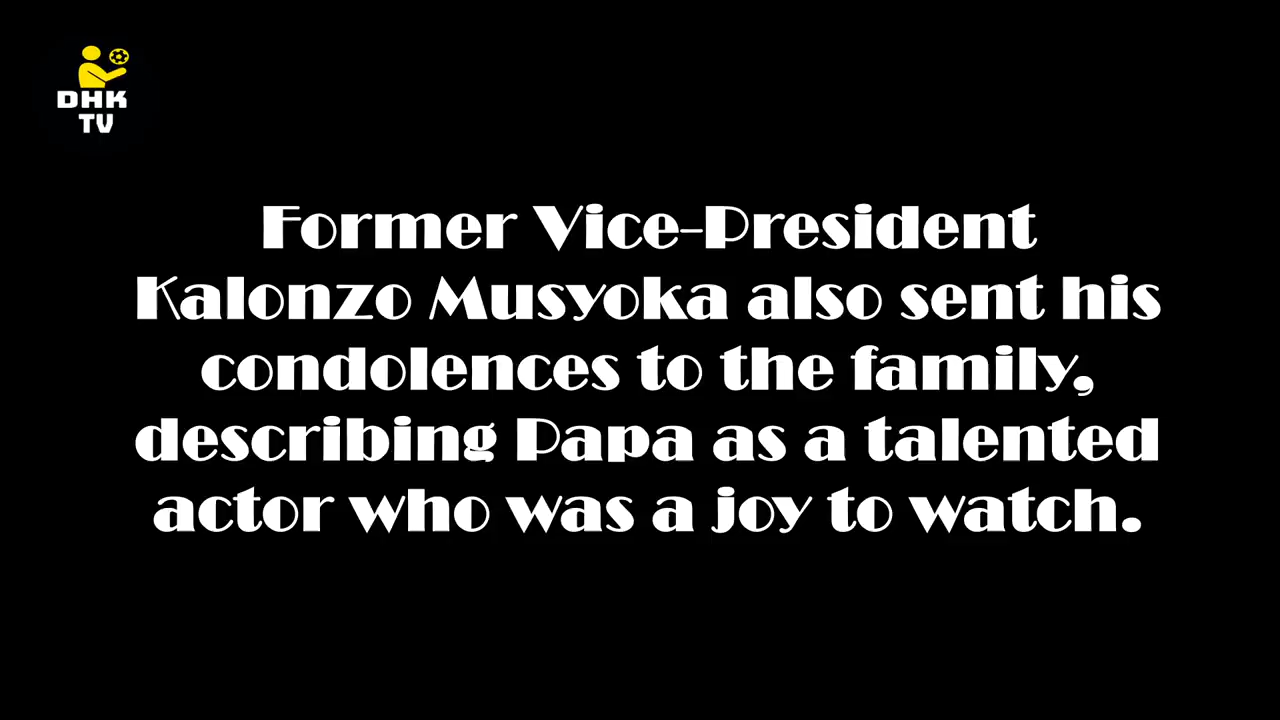 DHK
TV
Former Vice-President
Kalonzo Musyoka also sent his
condolences to the family,
describing Papa as a talented
actor who was a joy to watch.